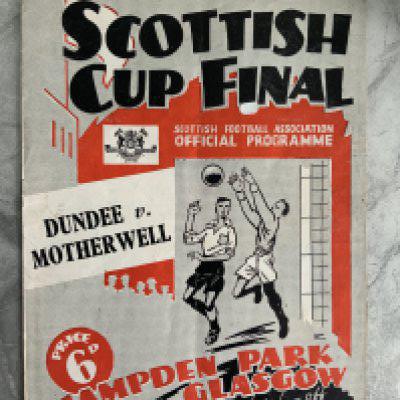 SCOTTISH
CUP FINAL
SCOTTISH FOOTBALL ASSOCIATION
OFFICIAL PROGRAMME
DUNDEE v.
MOTHERWELL
PRICE
6D
HAMPDEN PARK
GLASGOW